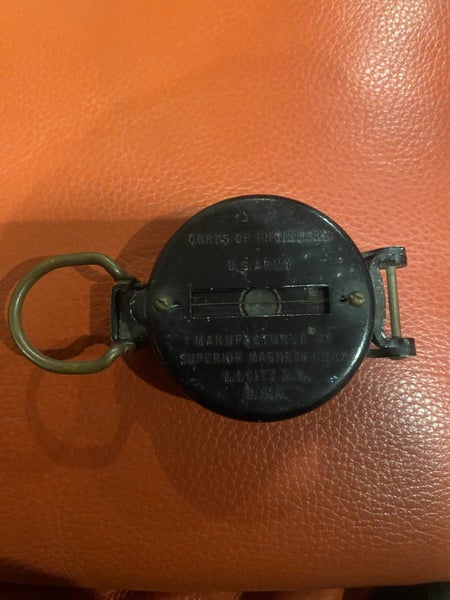 CORPS OF ENGINEERS
U.S. ARMY
MANUFACTURED BY
SUPERIOR MAGNETO CORP.
L.I.CITY N.Y.
U.S.A.